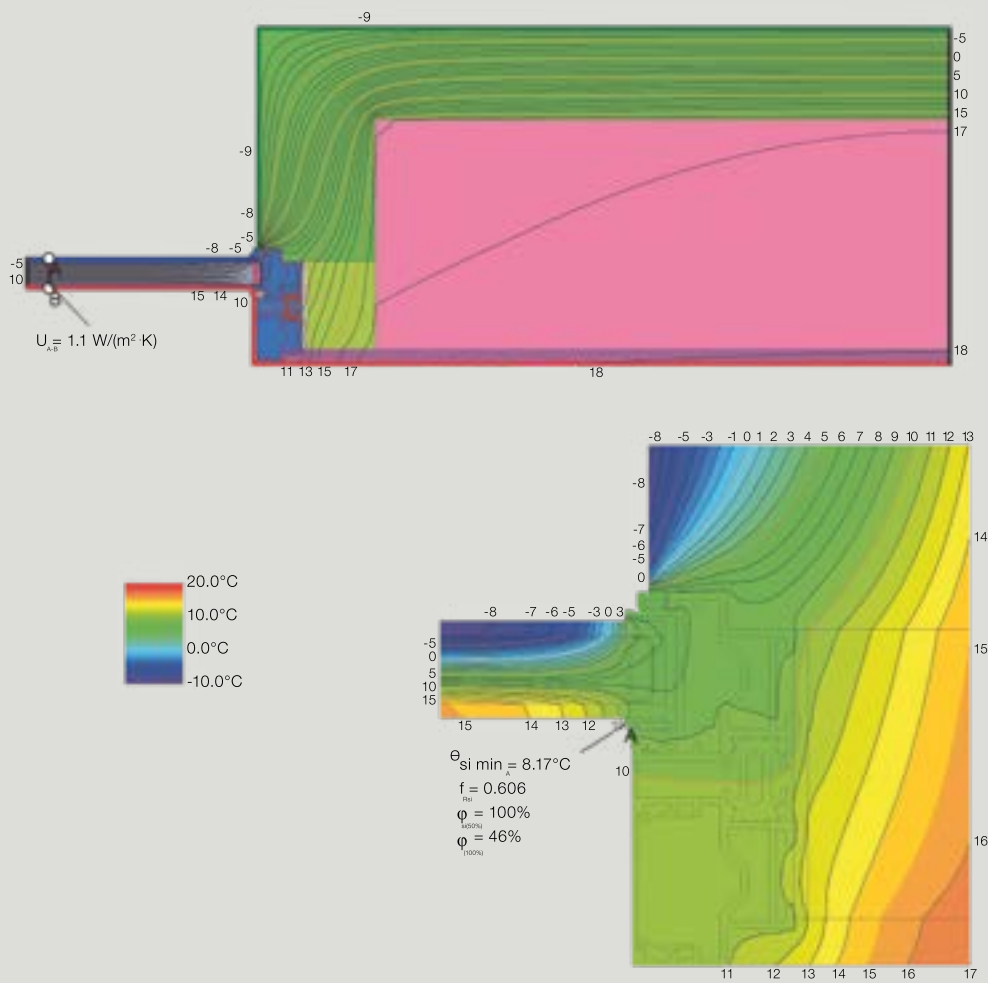 -9
-5
0
5
10
15
17
-9
-8
-5
-8 -5
-5
10
15 14 10
U A-B = 1.1 W/(m² K)
18
11 13 15 17
18
-8 -5 -3 -1 0 1 2 3 4 5 6 7 8 9 10 11 12 13
-8
-7
-6
-5
0
14
20.0°C
10.0°C
0.0°C
-10.0°C
-8 -7 -6 -5 -3 0 3
-5
0
5
10
15
15
15 14 13 12
Θsi min A = 8.17°C
f Rsi = 0.606
φ si(50%) = 100%
φ (100%) = 46%
10
16
11 12 13 14 15 16 17